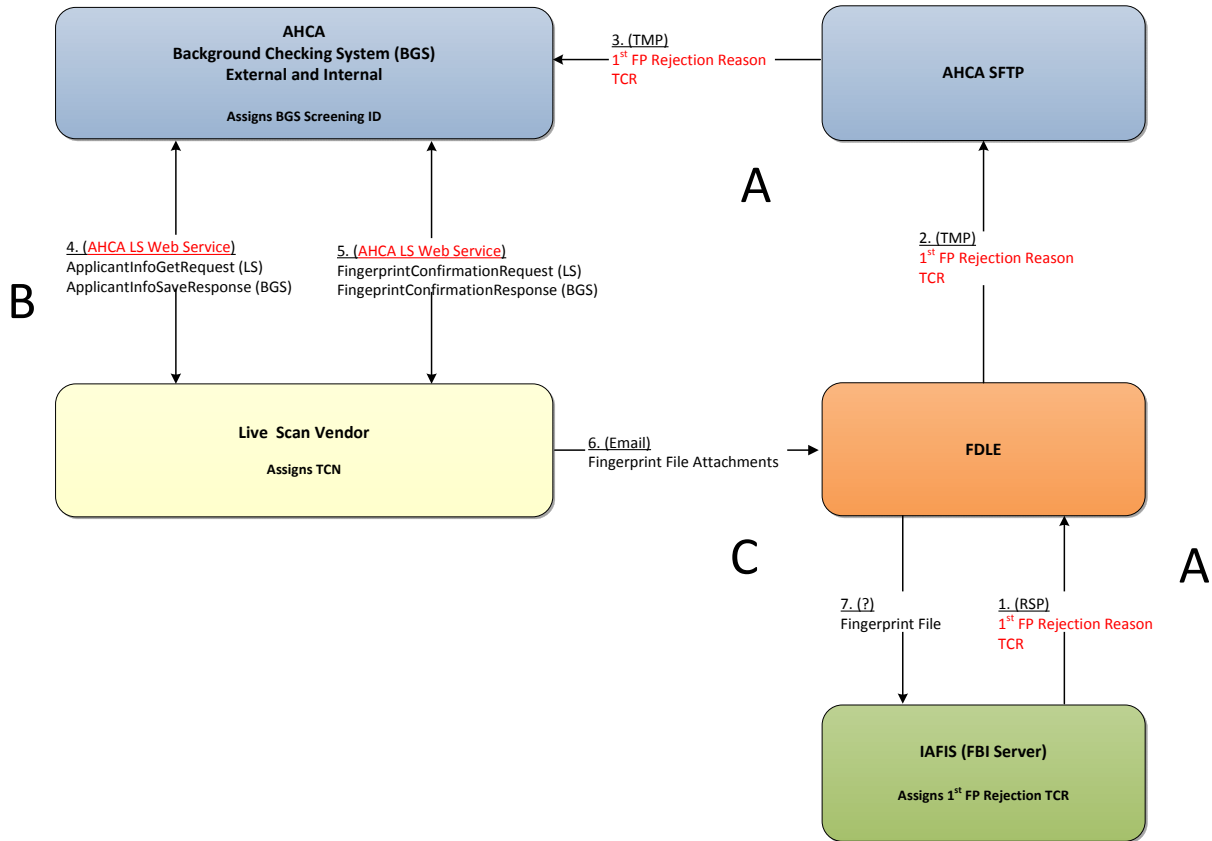 AHCA
Background Checking System (BGS)
External and Internal
Assigns BGS Screening ID
3. (TMP)
1st FP Rejection Reason
TCR
AHCA SFTP
A
2. (TMP)
1st FP Rejection Reason
TCR
B
4. (AHCA LS Web Service)
ApplicantInfoGetRequest (LS)
ApplicantInfoSaveResponse (BGS)
5. (AHCA LS Web Service)
FingerprintConfirmationRequest (LS)
FingeprintConfirmationResponse (BGS)
Live Scan Vendor
Assigns TCN
6. (Email)
Fingerprint File Attachments
FDLE
C
A
7. (?)
Fingerprint File
1. (RSP)
1st FP Rejection Reason
TCR
IAFIS (FBI Server)
Assigns 1st FP Rejection TCR